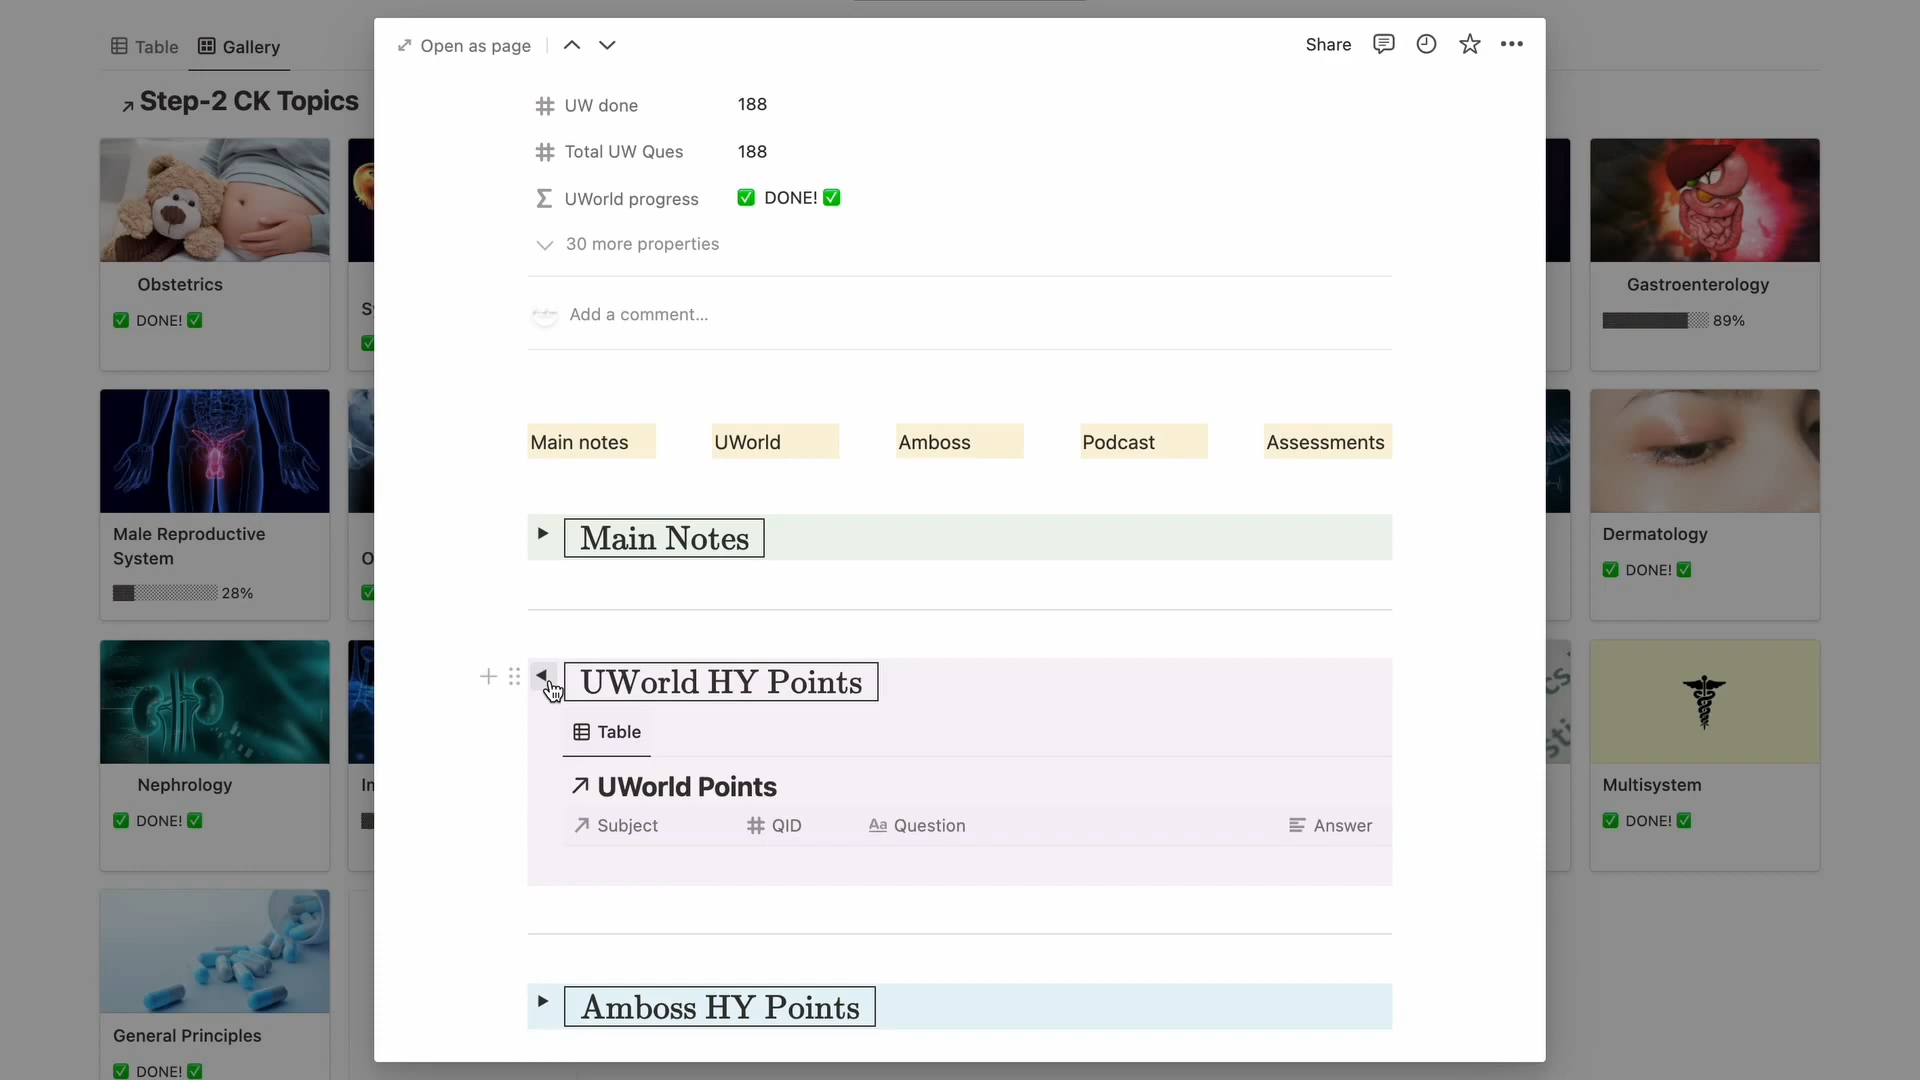 Table
Gallery
Step-2 CK Topics
Obstetrics
✅ DONE! ✅
Male Reproductive
System
28%
Nephrology
✅ DONE! ✅
General Principles
✅ DONE! ✅
Open as page
Share
UW done
188
Total UW Ques
188
UWorld progress
✅ DONE! ✅
30 more properties
Add a comment...
Main notes
UWorld
Amboss
Podcast
Assessments
Main Notes
UWorld HY Points
Table
UWorld Points
Subject
QID
Aa Question
Answer
Amboss HY Points
Gastroenterology
89%
Dermatology
✅ DONE! ✅
Multisystem
✅ DONE! ✅